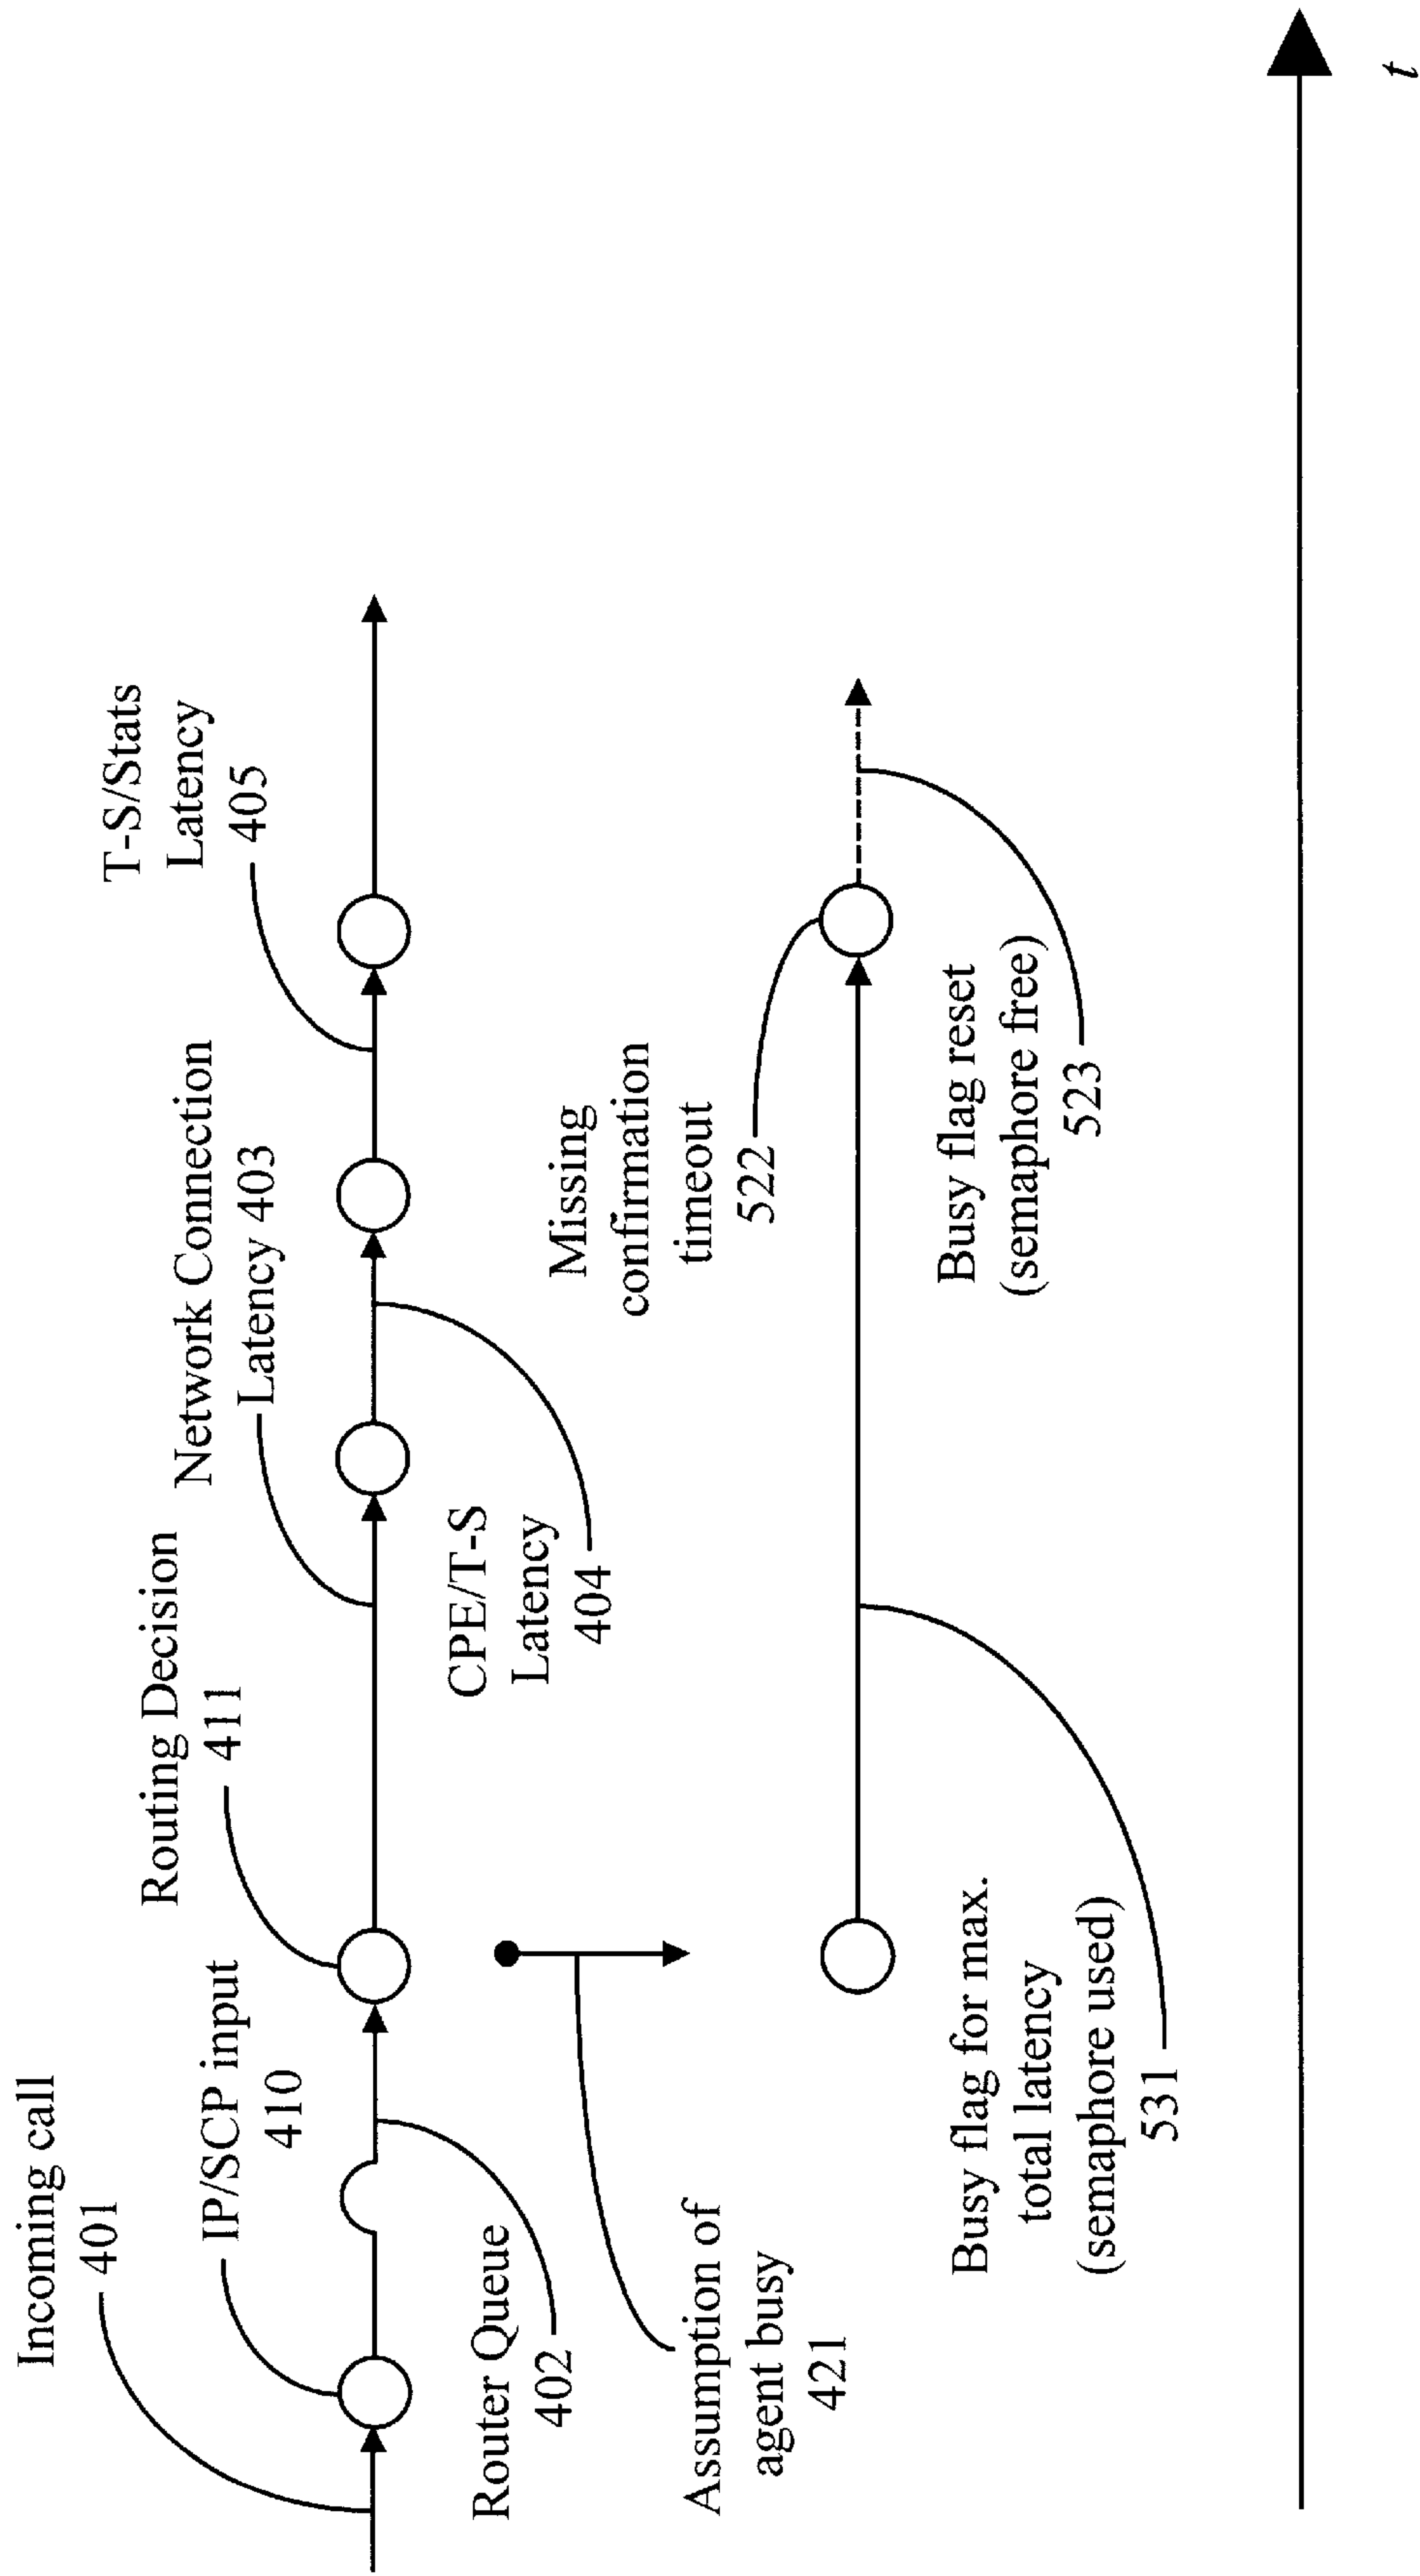 Incoming call
401
IP/SCP input
410
Routing Decision
411
Network Connection
Latency 403
T-S/Stats
Latency
405
Router Queue
402
CPE/T-S
Latency
404
Assumption of
agent busy
421
Missing
confirmation
timeout
522
Busy flag for max.
total latency
(semaphore used)
531
Busy flag reset
(semaphore free)
523
t